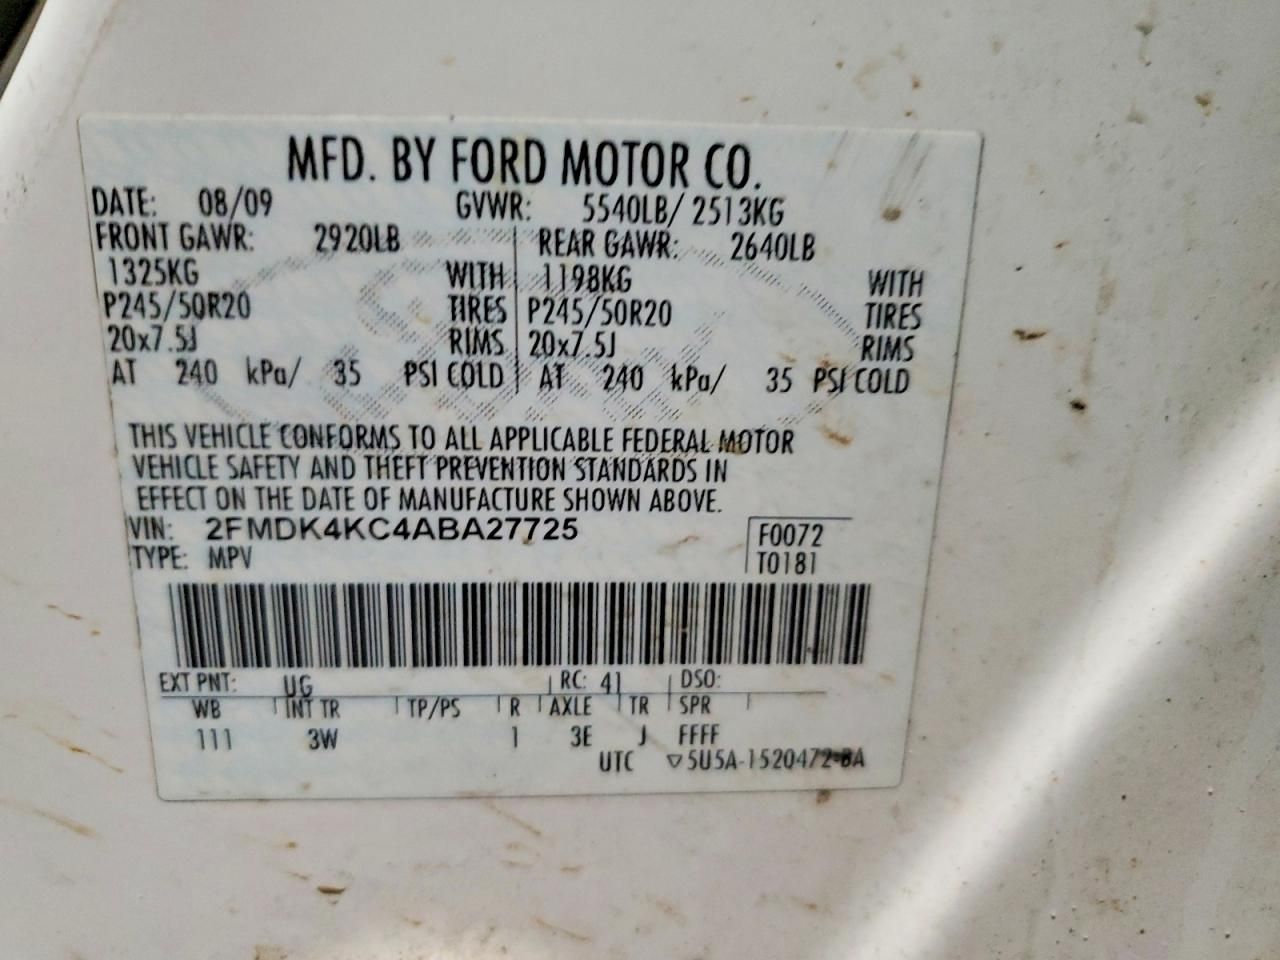 MFD. BY FORD MOTOR CO.
DATE: 08/09 GVWR: 5540LB/ 2513KG
FRONT GAWR: 2920LB REAR GAWR: 2640LB
1325KG WITH 1198KG WITH
P245/50R20 TIRES P245/50R20 TIRES
20x7.5J RIMS 20x7.5J RIMS
AT 240 kPa/ 35 PSI COLD AT 240 kPa/ 35 PSI COLD
THIS VEHICLE CONFORMS TO ALL APPLICABLE FEDERAL MOTOR
VEHICLE SAFETY AND THEFT PREVENTION STANDARDS IN
EFFECT ON THE DATE OF MANUFACTURE SHOWN ABOVE.
VIN: 2FMDK4KC4ABA27725 F0072
TYPE: MPV T0181
EXT PNT: UG RC: 41 DSO:
WB INT TR TP/PS R AXLE TR SPR
111 3W 1 3E J FFFF
UTC ▽5U5A-1520472-BA